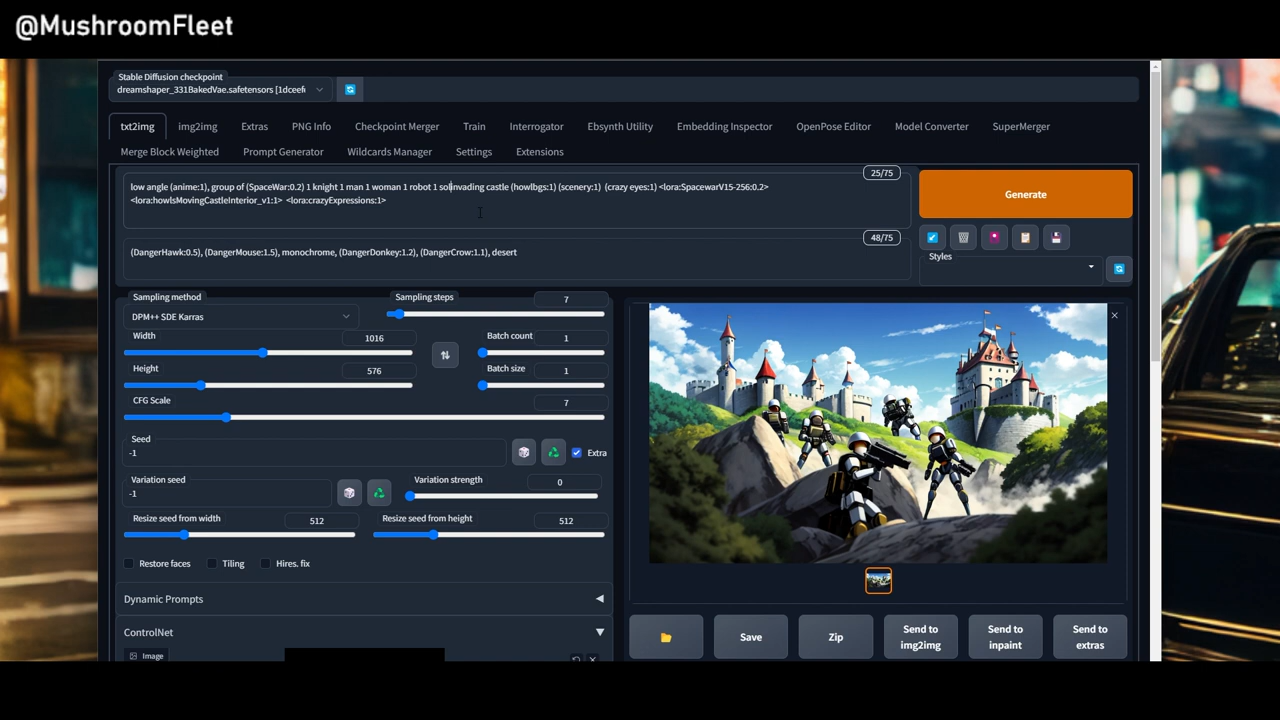 @MushroomFleet
Stable Diffusion checkpoint
dreamshaper_331BakedVae.safetensors [1dceefe
txt2img img2img Extras PNG Info Checkpoint Merger Train Interrogator Ebsynth Utility Embedding Inspector OpenPose Editor Model Converter SuperMerger
Merge Block Weighted Prompt Generator Wildcards Manager Settings Extensions
25/75
low angle (anime:1), group of (SpaceWar:0.2) 1 knight 1 man 1 woman 1 robot 1 solinvading castle (howlbgs:1) (scenery:1) (crazy eyes:1) <lora:SpacewarV15-256:0.2>
<lora:howlsMovingCastleInterior_v1:1> <lora:crazyExpressions:1>
Generate
48/75
(DangerHawk:0.5), (DangerMouse:1.5), monochrome, (DangerDonkey:1.2), (DangerCrow:1.1), desert
Styles
Sampling method
DPM++ SDE Karras
Sampling steps 7
Width 1016
Height 576
Batch count 1
Batch size 1
CFG Scale 7
Seed
-1
Extra
Variation seed
-1
Variation strength 0
Resize seed from width 512
Resize seed from height 512
Restore faces Tiling Hires. fix
Dynamic Prompts
ControlNet
Image
Save
Zip
Send to
img2img
Send to
inpaint
Send to
extras